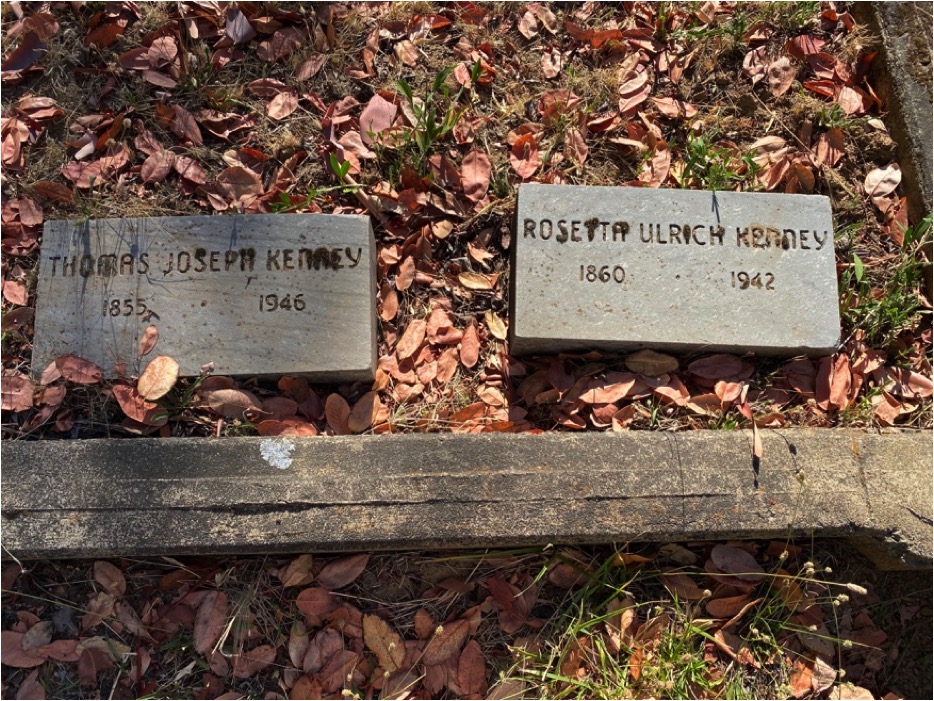 THOMAS JOSEPH KENNEY
1855 1946
ROSETTA ULRICH KENNEY
1860 1942